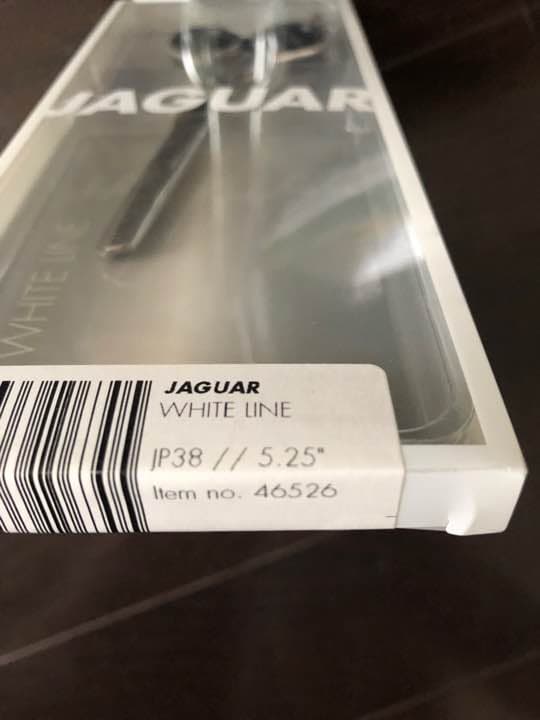 JAGUAR
WHITE LINE
JAGUAR
WHITE LINE
JP38 // 5.25"
Item no. 46526